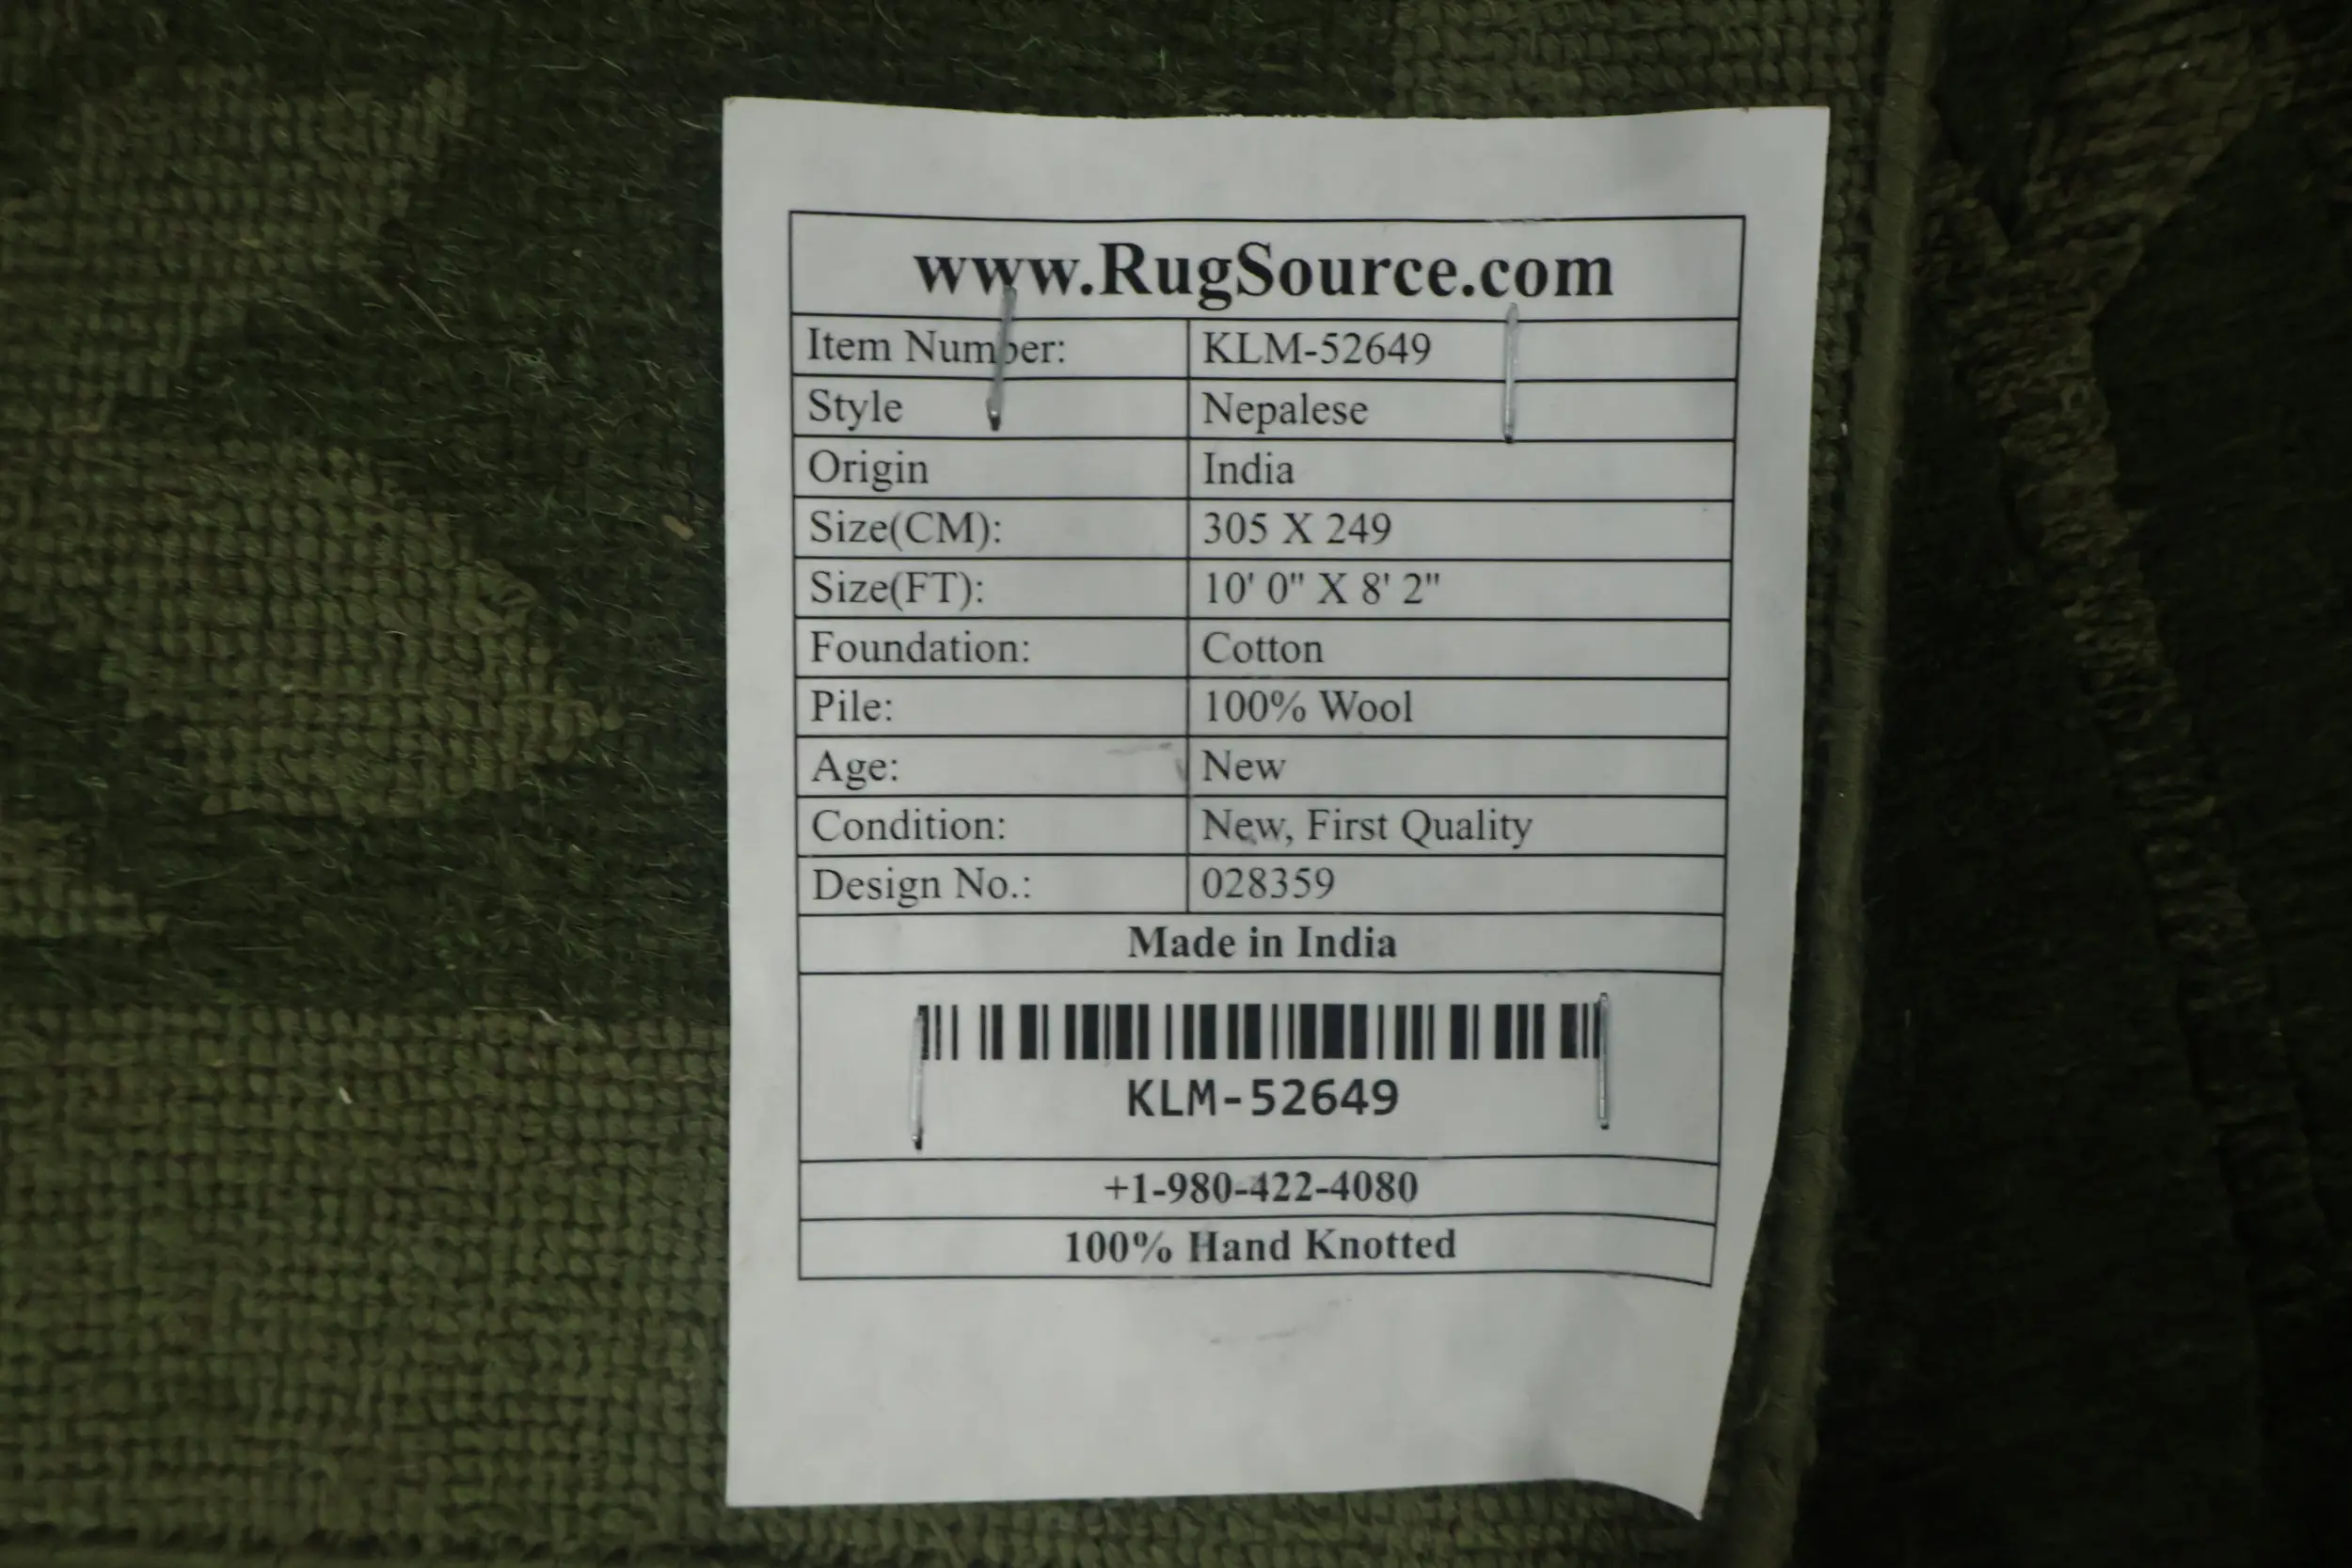 www.RugSource.com
Item Number: KLM-52649
Style Nepalese
Origin India
Size(CM): 305 X 249
Size(FT): 10' 0" X 8' 2"
Foundation: Cotton
Pile: 100% Wool
Age: New
Condition: New, First Quality
Design No.: 028359
Made in India
KLM-52649
+1-980-422-4080
100% Hand Knotted